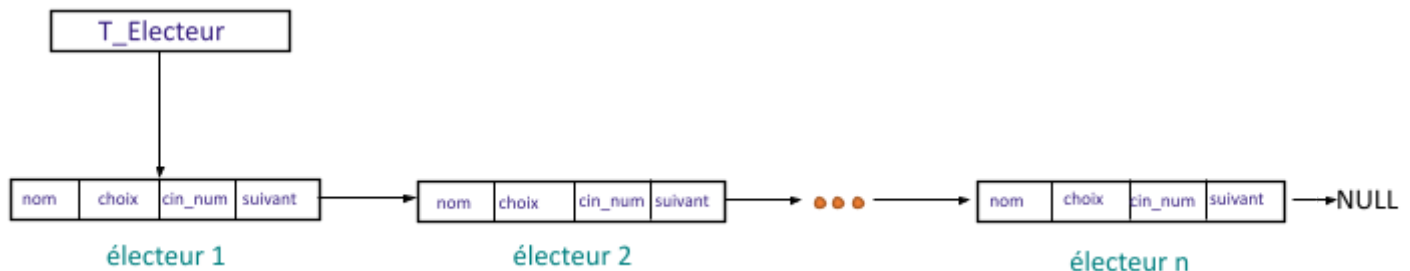 T_Electeur
nom choix cin_num suivant
nom choix cin_num suivant
nom choix cin_num suivant
NULL
électeur 1
électeur 2
électeur n